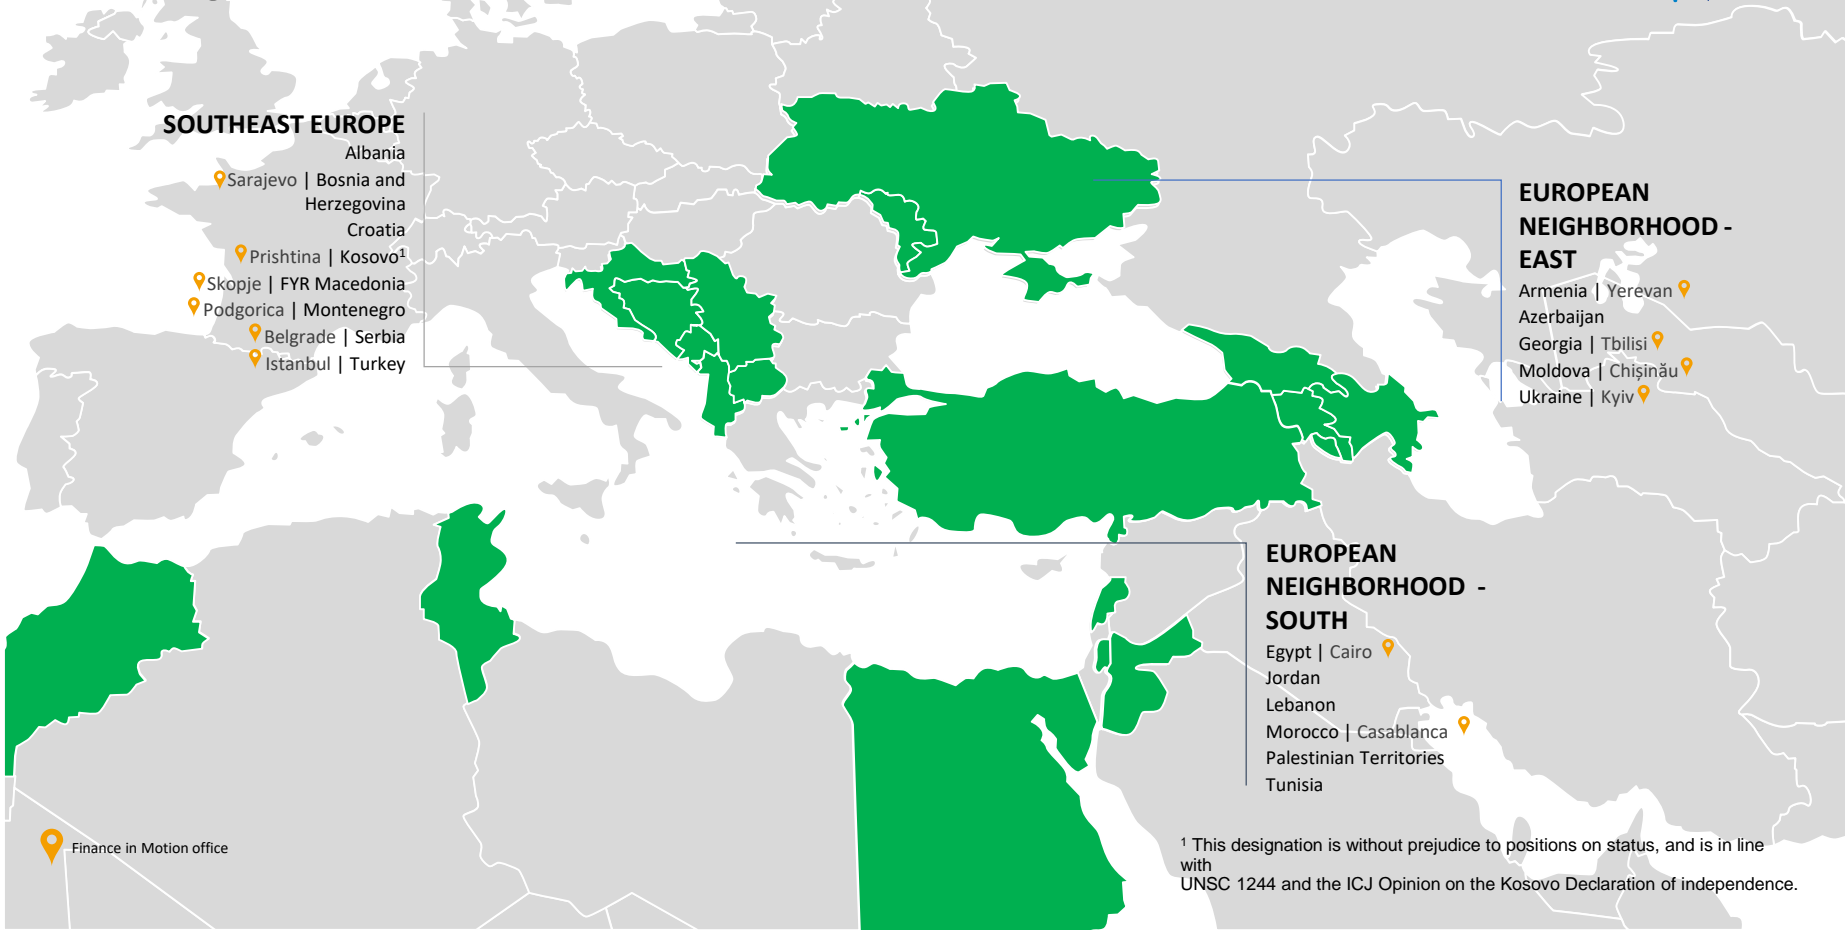 SOUTHEAST EUROPE
Albania
Sarajevo | Bosnia and
Herzegovina
Croatia
Prishtina | Kosovo¹
Skopje | FYR Macedonia
Podgorica | Montenegro
Belgrade | Serbia
Istanbul | Turkey
EUROPEAN
NEIGHBORHOOD -
EAST
Armenia | Yerevan
Azerbaijan
Georgia | Tbilisi
Moldova | Chișinău
Ukraine | Kyiv
EUROPEAN
NEIGHBORHOOD -
SOUTH
Egypt | Cairo
Jordan
Lebanon
Morocco | Casablanca
Palestinian Territories
Tunisia
Finance in Motion office
¹ This designation is without prejudice to positions on status, and is in line
with
UNSC 1244 and the ICJ Opinion on the Kosovo Declaration of independence.